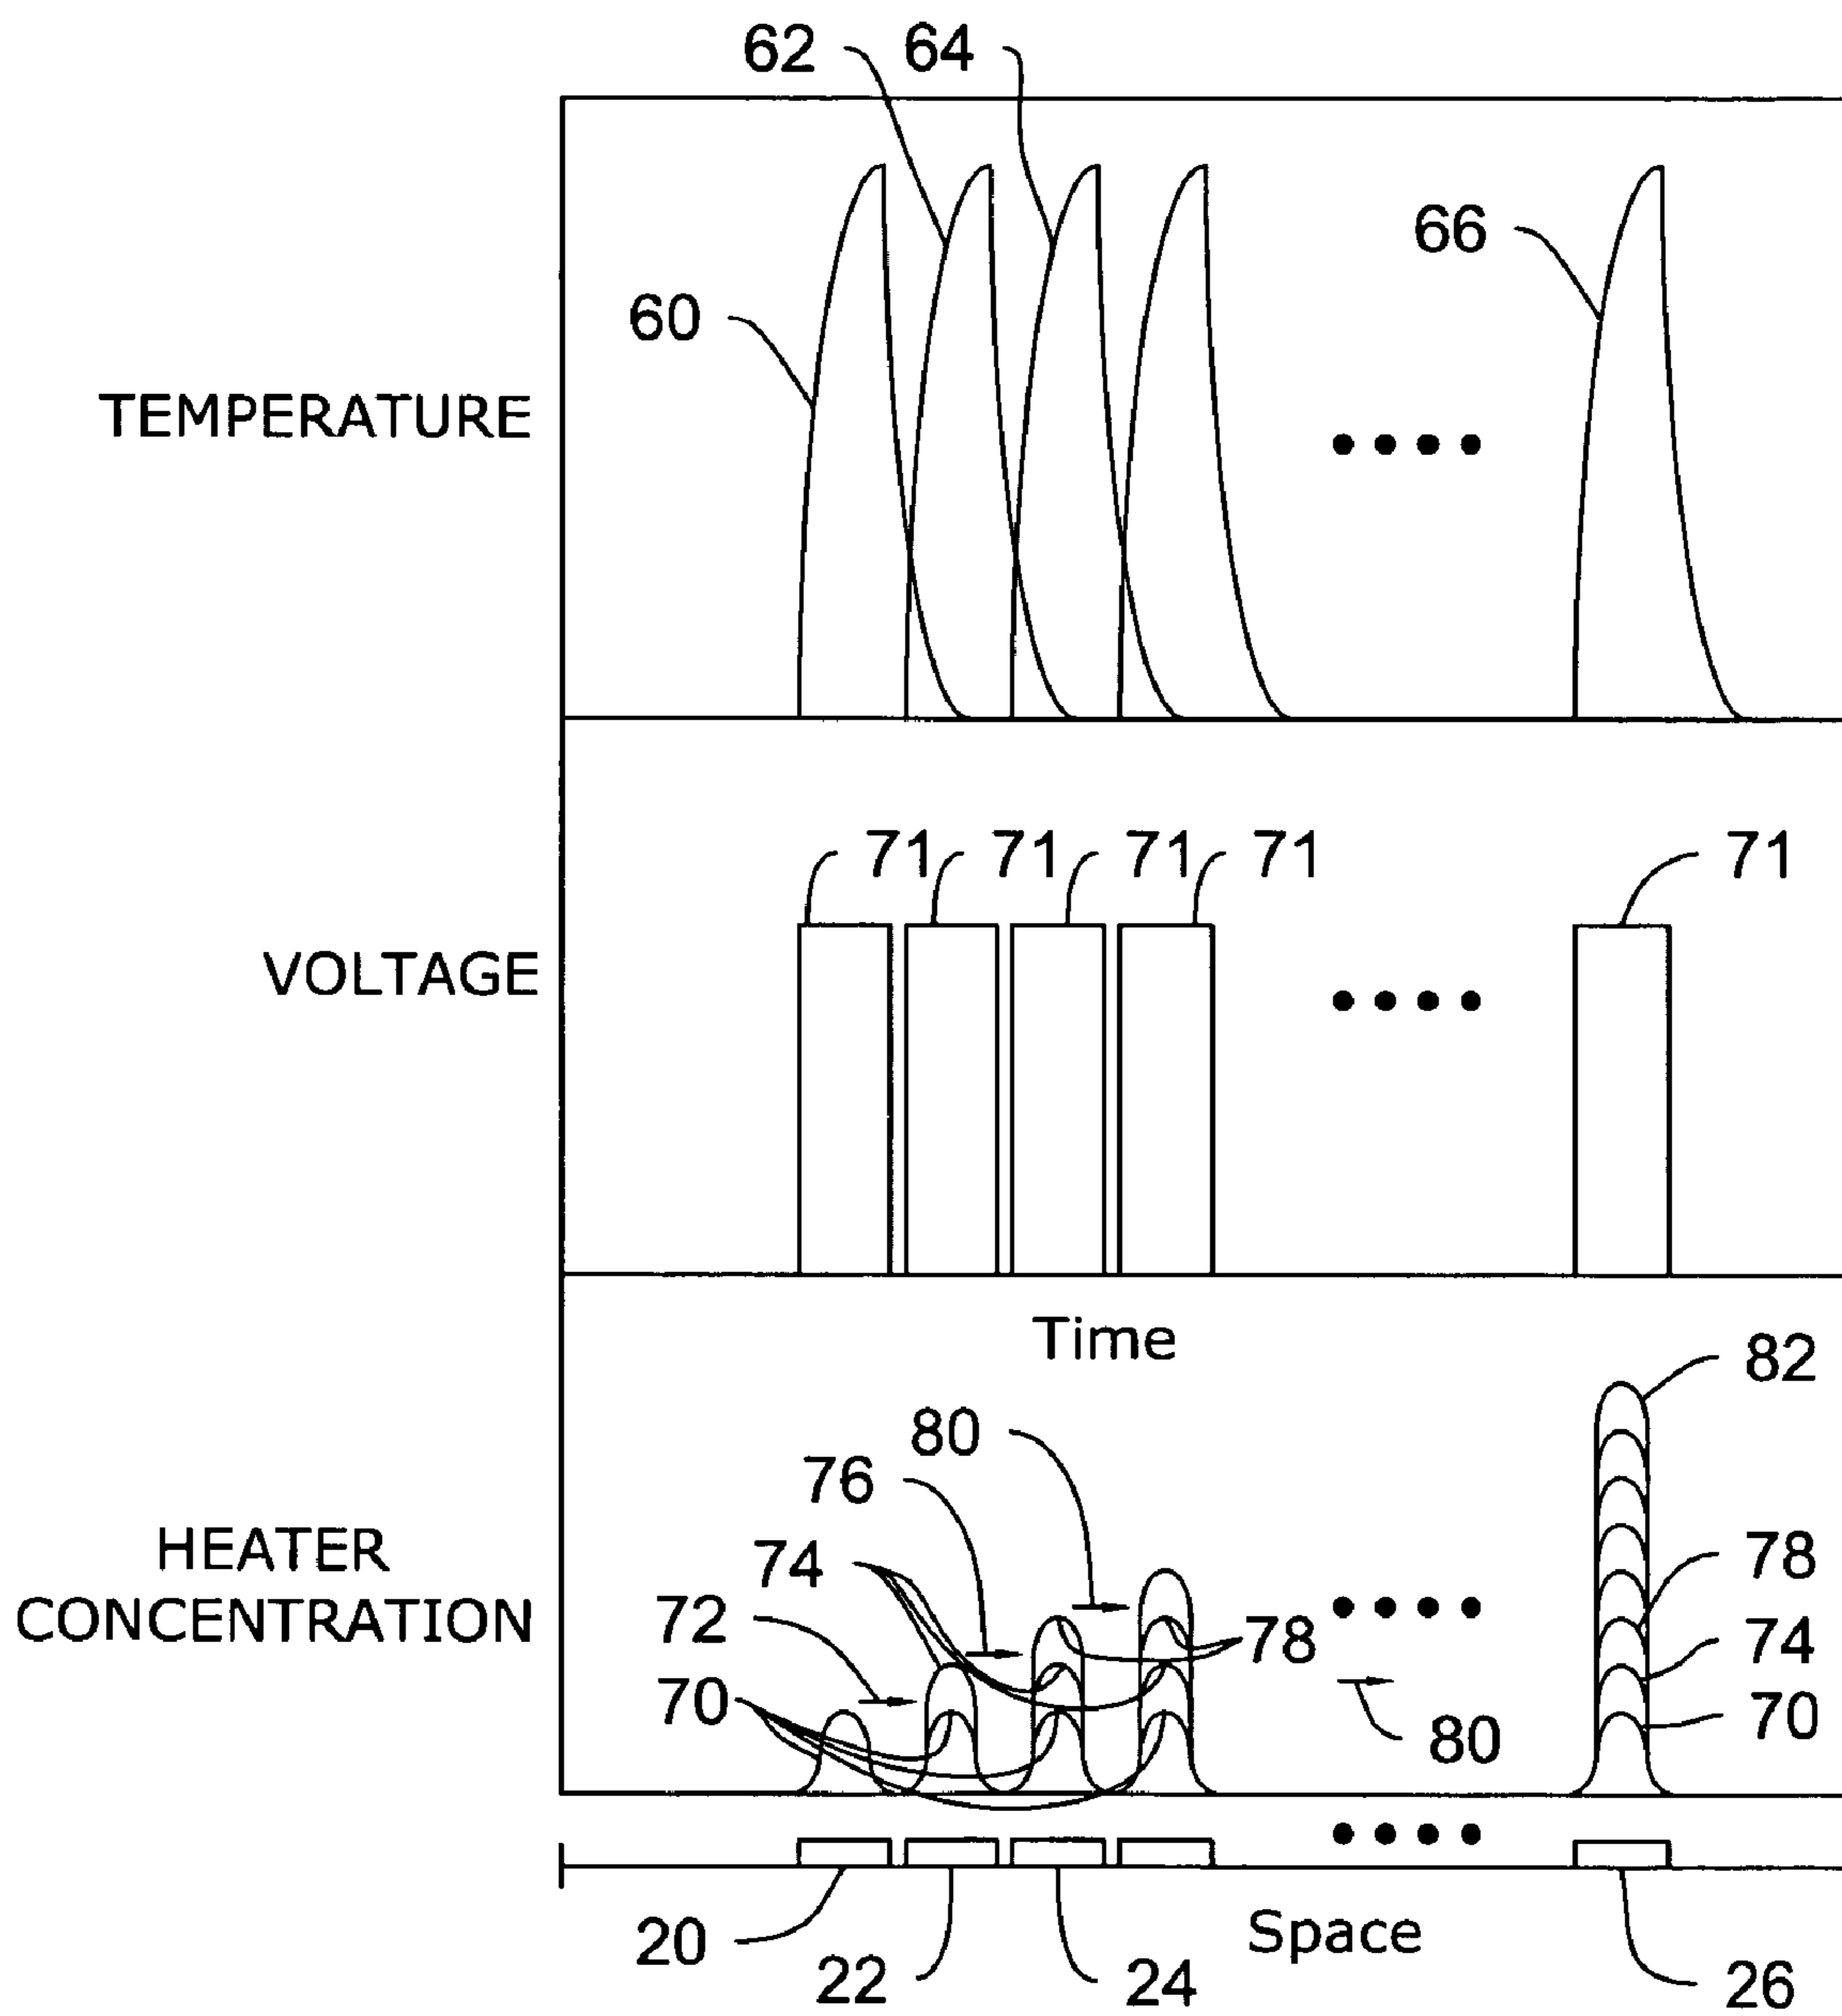 62 64
66
60
TEMPERATURE
71 71 71 71 71
VOLTAGE
Time
82
80
76
HEATER
CONCENTRATION
74
78
72
78
74
70
70
80
20
Space
22
24
26